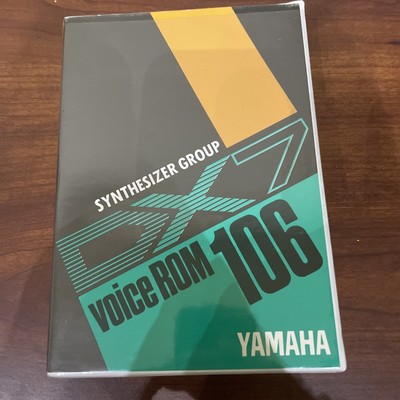 SYNTHESIZER GROUP
DX7
VOICE ROM 106
YAMAHA